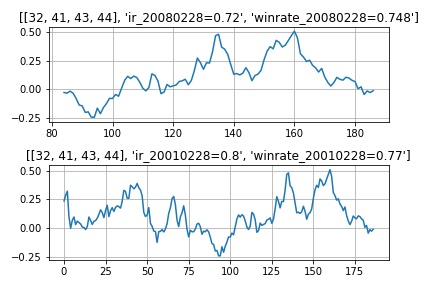 [[32, 41, 43, 44], 'ir_20080228=0.72', 'winrate_20080228=0.748']
0.50
0.25
0.00
−0.25
80 100 120 140 160 180
[[32, 41, 43, 44], 'ir_20010228=0.8', 'winrate_20010228=0.77']
0.50
0.25
0.00
−0.25
0 25 50 75 100 125 150 175